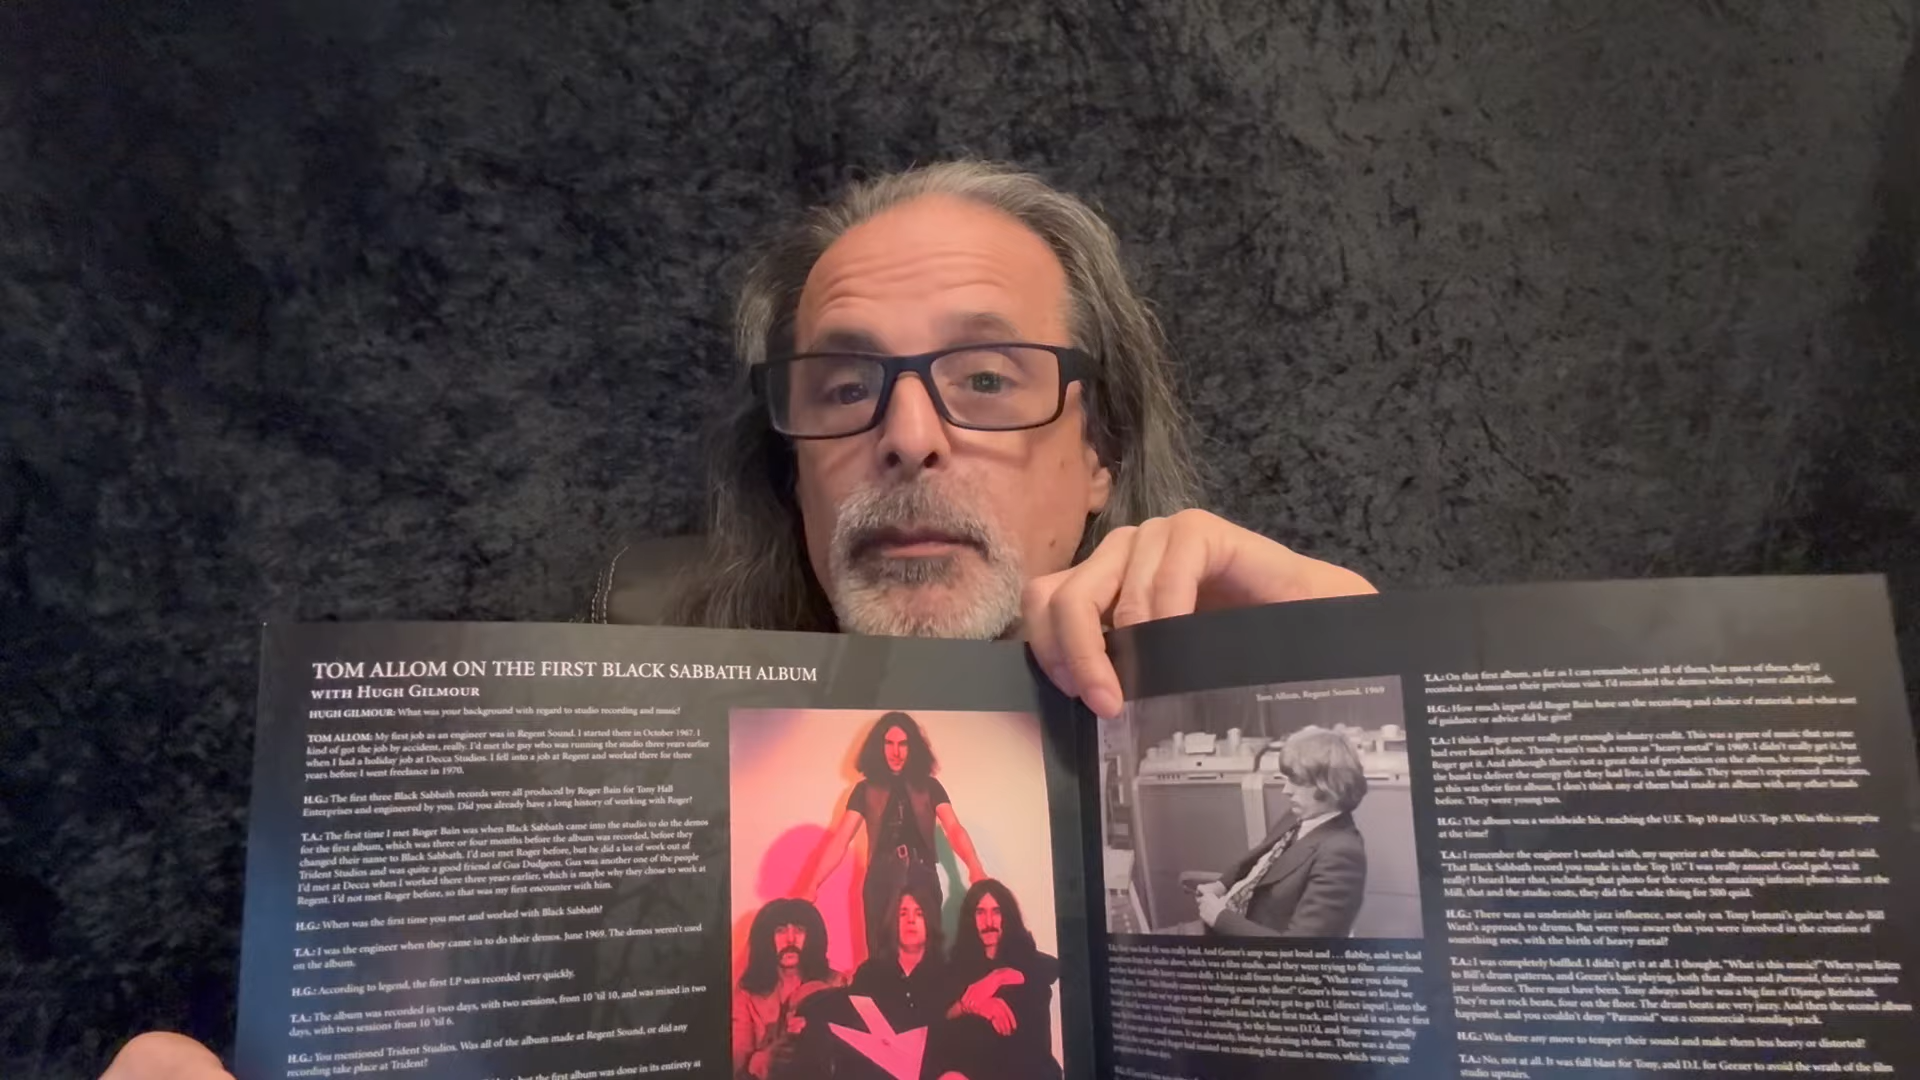 TOM ALLOM ON THE FIRST BLACK SABBATH ALBUM
WITH HUGH GILMOUR
HUGH GILMOUR: What was your background with regard to studio recording and music?
TOM ALLOM: My first job as an engineer was in Regent Sound. I started there in October 1967. I
kind of got the job by accident, really. I'd met the guy who was running the studio three years earlier
when I had a holiday job at Decca Studios. I fell into a job at Regent and worked there for three
years before I went freelance in 1970.
H.G.: The first three Black Sabbath records were all produced by Roger Bain for Tony Hall
Enterprises and engineered by you. Did you already have a long history of working with Roger?
T.A.: The first time I met Roger Bain was when Black Sabbath came into the studio to do the demos
for the first album, which was three or four months before the album was recorded, before they
changed their name to Black Sabbath. I'd not met Roger before, but he did a lot of work out of
Trident Studios and was quite a good friend of Gus Dudgeon. Gus was another one of the people
I'd met at Decca when I worked there three years earlier, which is maybe why they chose to work at
Regent. I'd not met Roger before, so that was my first encounter with him.
H.G.: When was the first time you met and worked with Black Sabbath?
T.A.: I was the engineer when they came in to do their demos. June 1969. The demos weren't used
on the album.
H.G.: According to legend, the first LP was recorded very quickly.
T.A.: The album was recorded in two days, with two sessions, from 10 'til 10, and was mixed in two
days, with two sessions from 10 'til 6.
H.G.: You mentioned Trident Studios. Was all of the album made at Regent Sound, or did any
recording take place at Trident?
but the first album was done in its entirety at
Tom Allom, Regent Sound, 1969
T.A.: On that first album, as far as I can remember, not all of them, but most of them, they'd
recorded as demos on their previous visit. I'd recorded the demos when they were called Earth.
H.G.: How much input did Roger Bain have on the recording and choice of material, and what sort
of guidance or advice did he give?
T.A.: I think Roger never really got enough industry credit. This was a genre of music that no one
had ever heard before. There wasn't such a term as "heavy metal" in 1969. I didn't really get it, but
Roger got it. And although there's not a great deal of production on the album, he managed to get
the band to deliver the energy that they had live, in the studio. They weren't experienced musicians,
as this was their first album. I don't think any of them had made an album with any other bands
before. They were young too.
H.G.: The album was a worldwide hit, reaching the U.K. Top 10 and U.S. Top 30. Was this a surprise
at the time?
T.A.: I remember the engineer I worked with, my superior at the studio, came in one day and said,
"That Black Sabbath record you made is in the Top 10." I was really amazed. Good god, was it
really? I heard later that, including that photo for the cover, the amazing infrared photo taken at the
Mill, that and the studio costs, they did the whole thing for 500 quid.
H.G.: There was an undeniable jazz influence, not only on Tony Iommi's guitar but also Bill
Ward's approach to drums. But were you aware that you were involved in the creation of
something new, with the birth of heavy metal?
T.A.: I was completely baffled. I didn't get it at all. I thought, "What is this music?" When you listen
to Bill's drum patterns, and Geezer's bass playing, both that album and Paranoid, there's a massive
jazz influence. There must have been. Tony always said he was a big fan of Django Reinhardt.
They're not rock beats, four on the floor. The drum beats are very jazzy. And then the second album
happened, and you couldn't deny "Paranoid" was a commercial-sounding track.
H.G.: Was there any move to temper their sound and make them less heavy or distorted?
T.A.: No, not at all. It was full blast for Tony, and D.I. for Geezer to avoid the wrath of the film
studio upstairs.